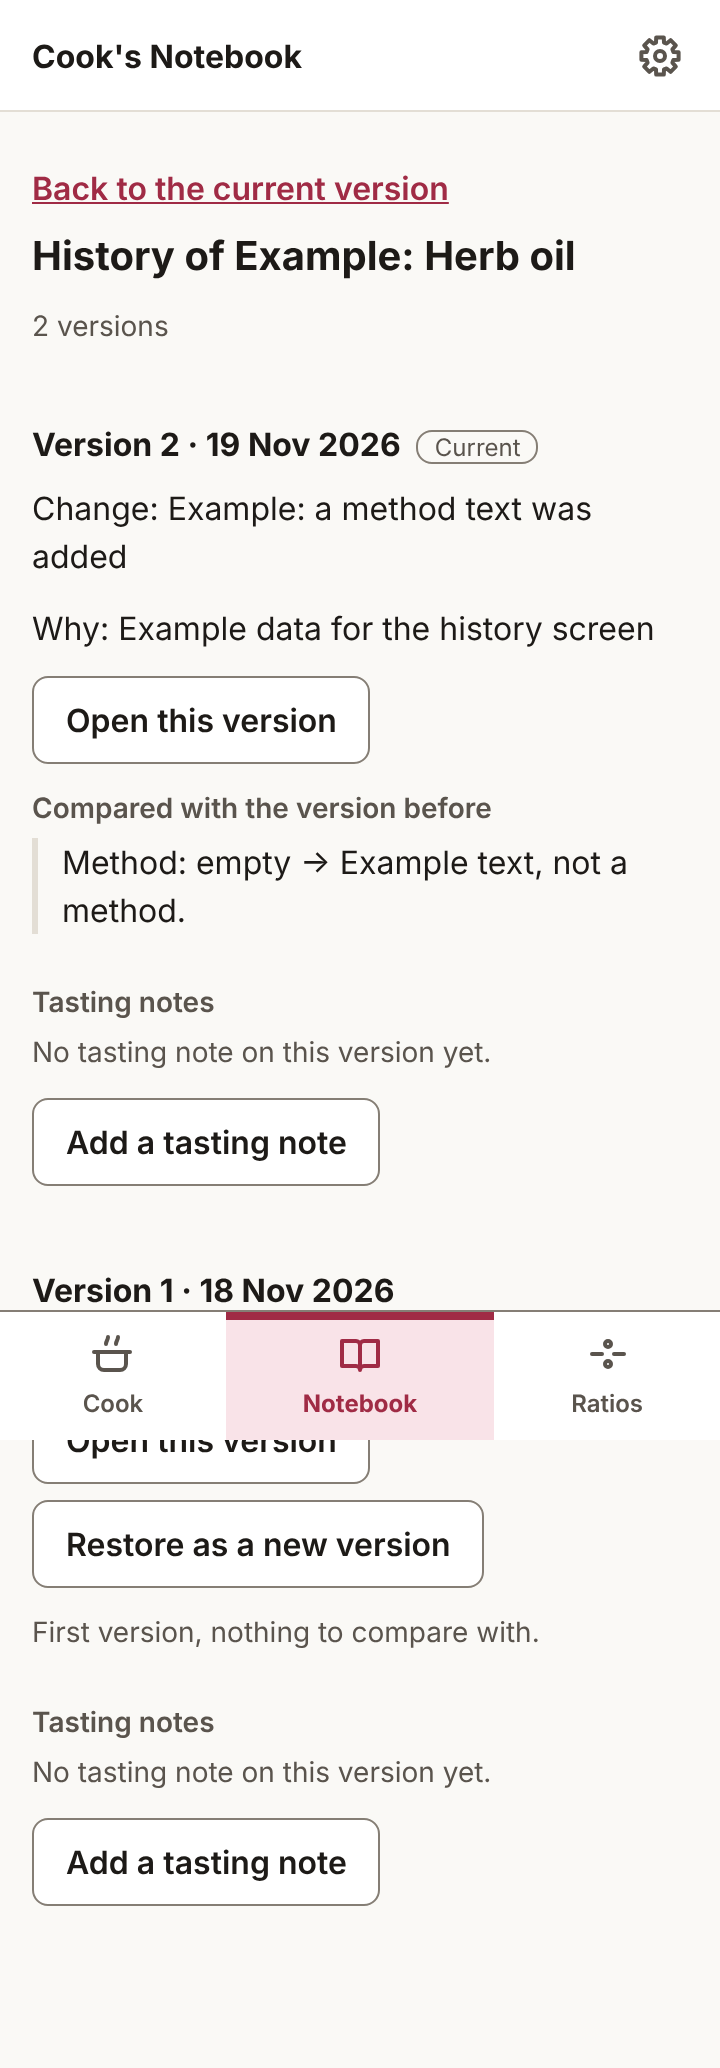 Cook's Notebook
Back to the current version
History of Example: Herb oil
2 versions
Version 2 · 19 Nov 2026 Current
Change: Example: a method text was
added
Why: Example data for the history screen
Open this version
Compared with the version before
Method: empty → Example text, not a
method.
Tasting notes
No tasting note on this version yet.
Add a tasting note
Version 1 · 18 Nov 2026
Cook Notebook Ratios
Open this version
Restore as a new version
First version, nothing to compare with.
Tasting notes
No tasting note on this version yet.
Add a tasting note